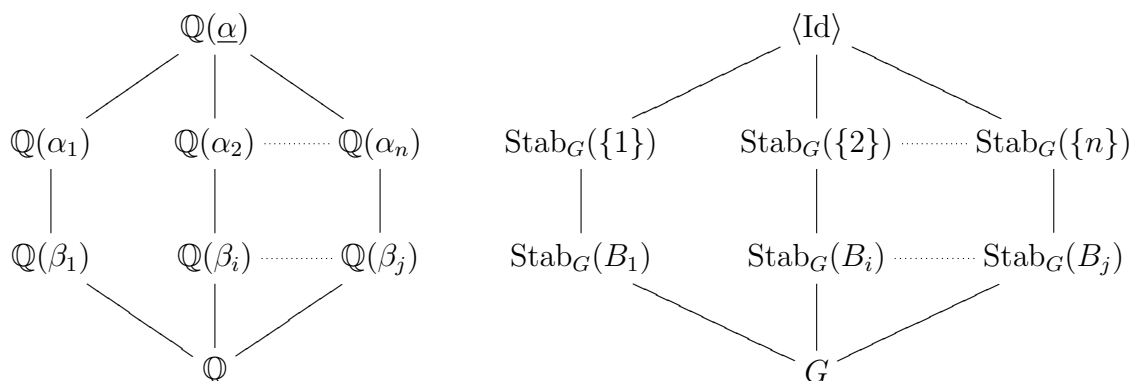 ℚ(α̲) ⟨Id⟩
ℚ(α₁) ℚ(α₂) ℚ(αₙ) Stab_G({1}) Stab_G({2}) Stab_G({n})
ℚ(β₁) ℚ(βᵢ) ℚ(βⱼ) Stab_G(B₁) Stab_G(Bᵢ) Stab_G(Bⱼ)
ℚ G